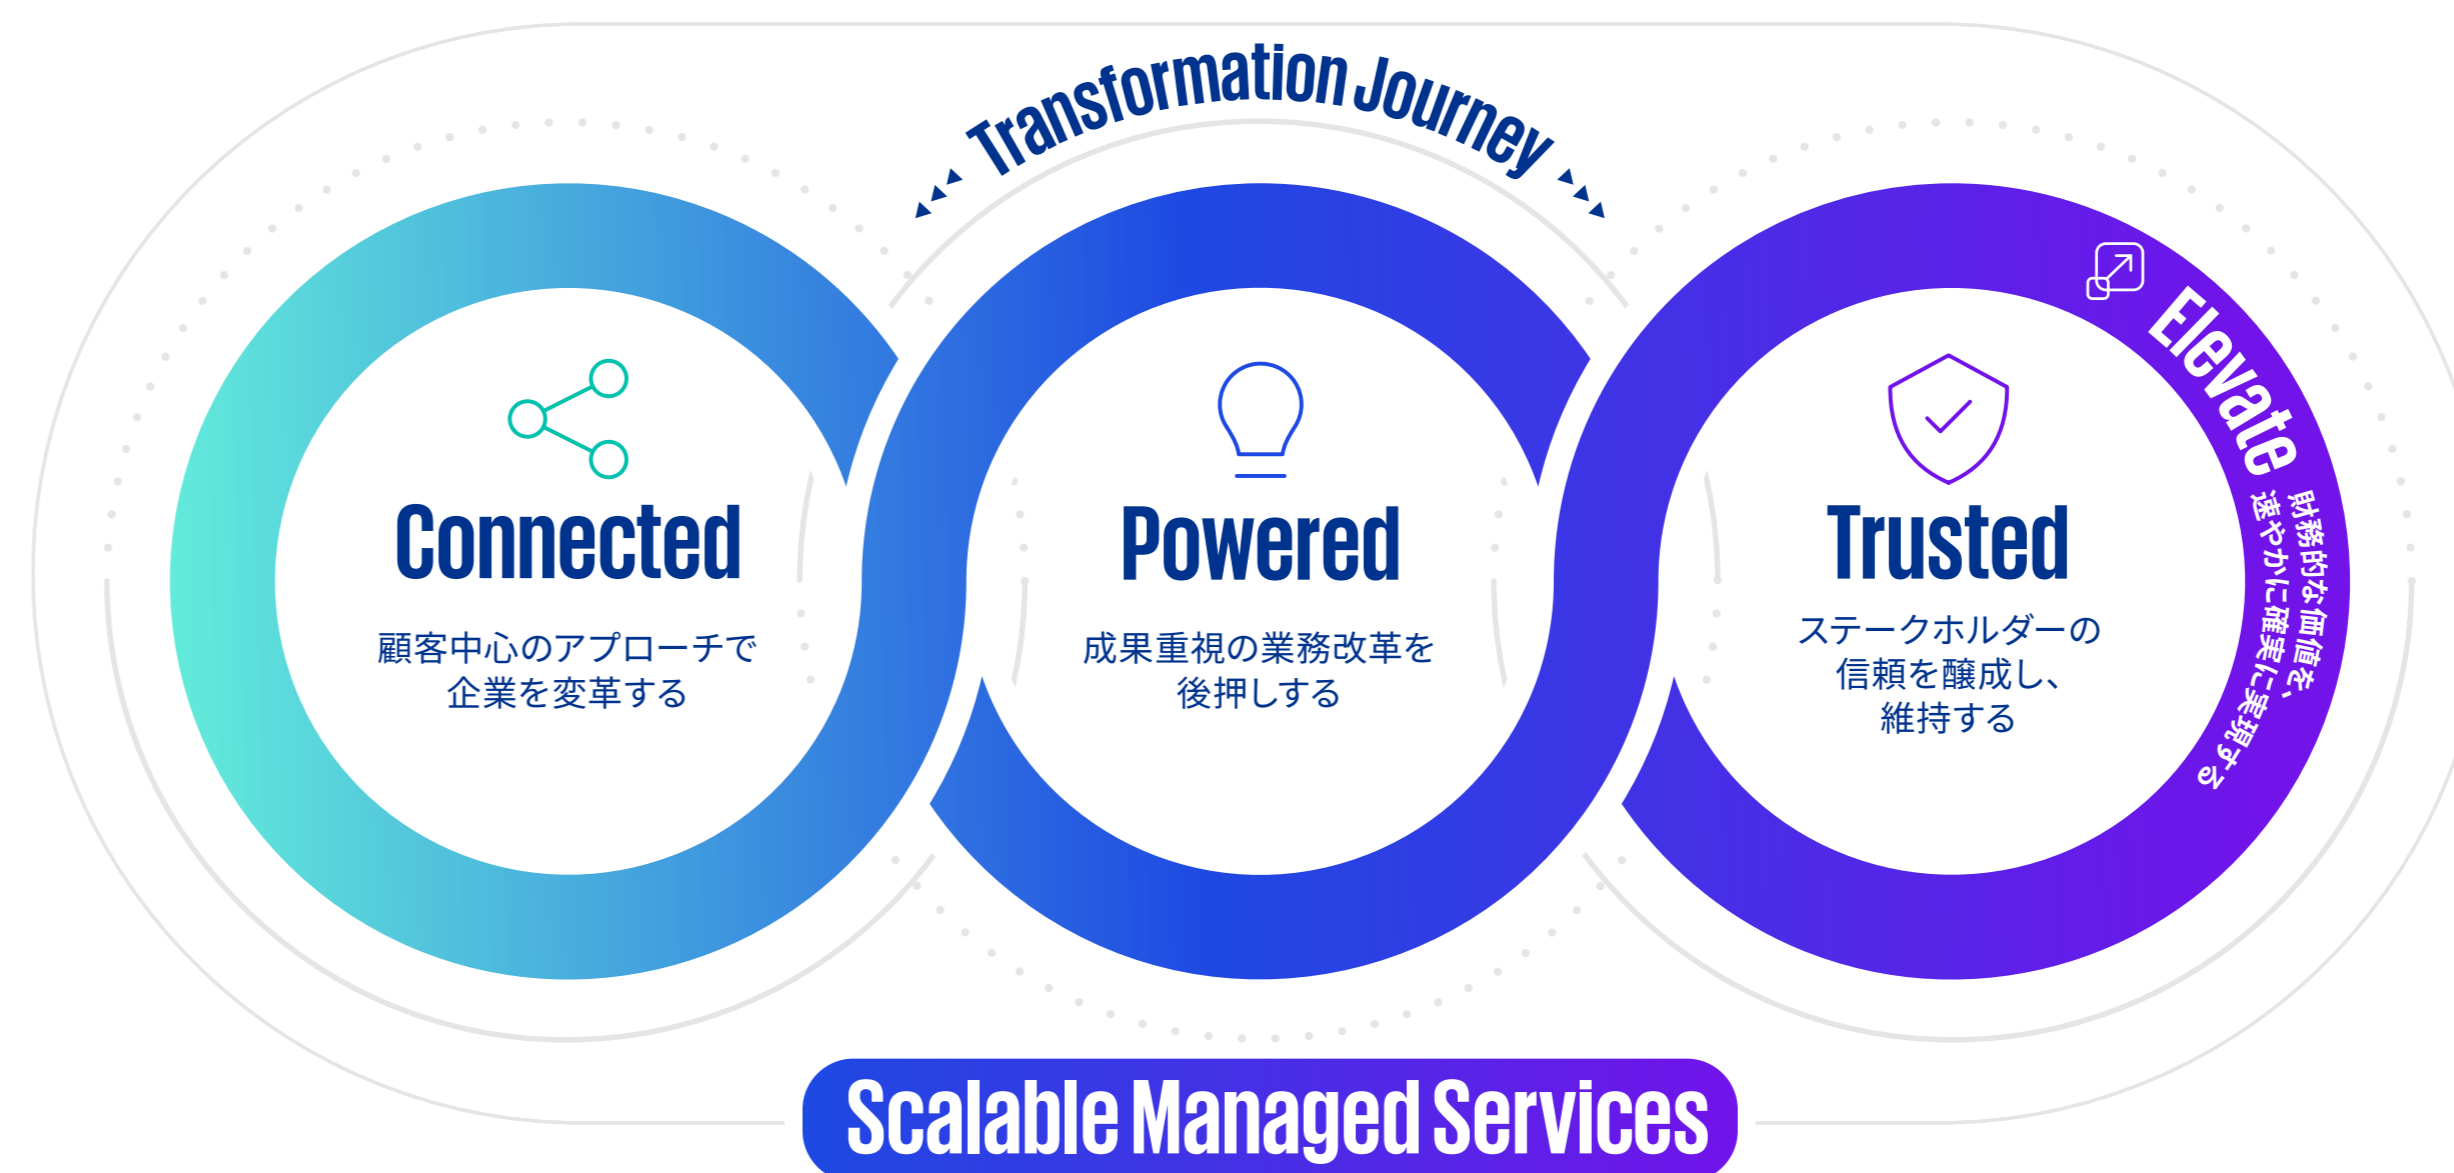 Transformation Journey
Connected
顧客中心のアプローチで
企業を変革する
Powered
成果重視の業務改革を
後押しする
Trusted
ステークホルダーの
信頼を醸成し、
維持する
Elevate
財務的な価値を、
速やかに確実に実現する
Scalable Managed Services